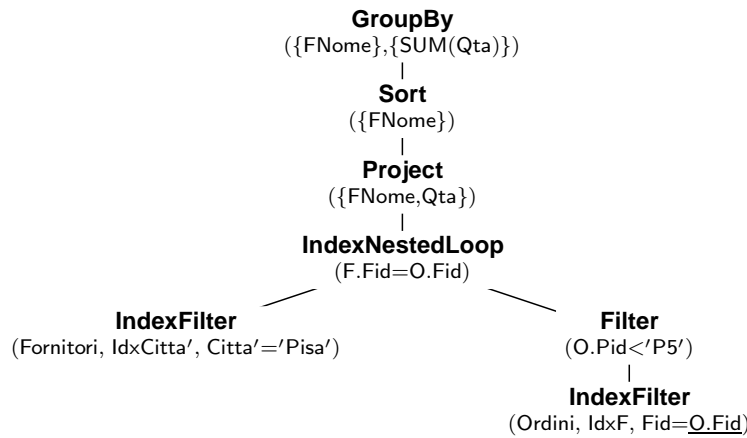 GroupBy
({FNome},{SUM(Qta)})
Sort
({FNome})
Project
({FNome,Qta})
IndexNestedLoop
(F.Fid=O.Fid)
IndexFilter
(Fornitori, IdxCitta′, Citta′=′Pisa′)
Filter
(O.Pid<′P5′)
IndexFilter
(Ordini, IdxF, Fid=O.Fid)